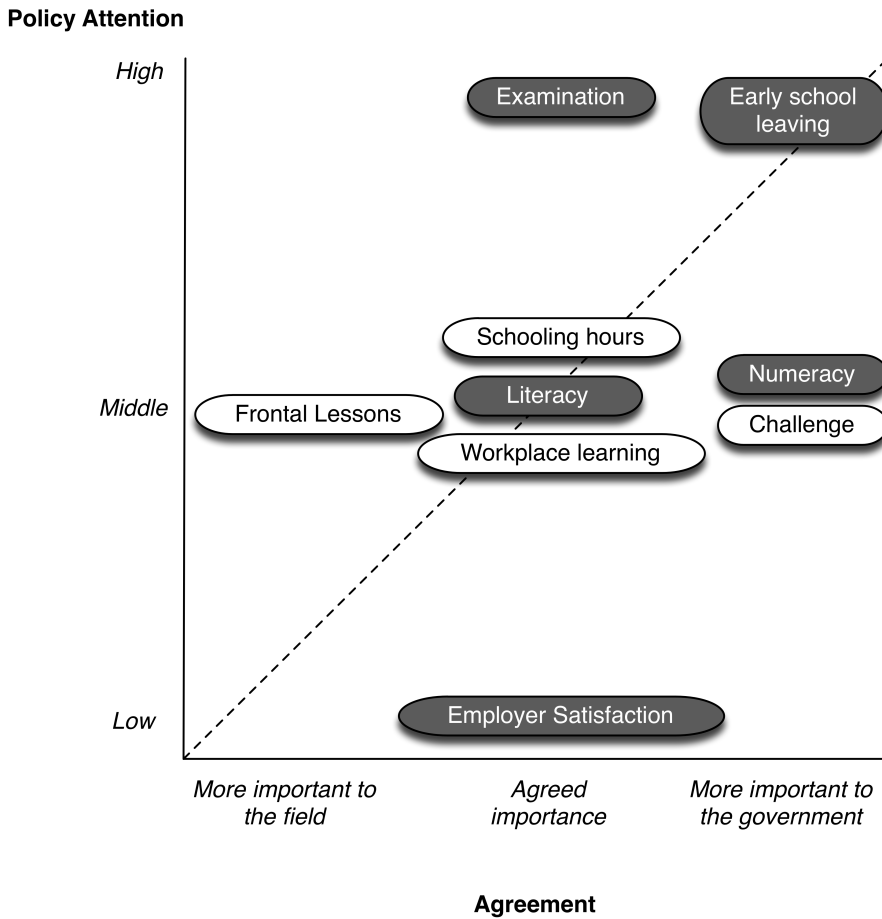 Policy Attention
High
Examination
Early school
leaving
Schooling hours
Numeracy
Literacy
Middle
Frontal Lessons
Challenge
Workplace learning
Low
Employer Satisfaction
More important to
the field
Agreed
importance
More important to
the government
Agreement